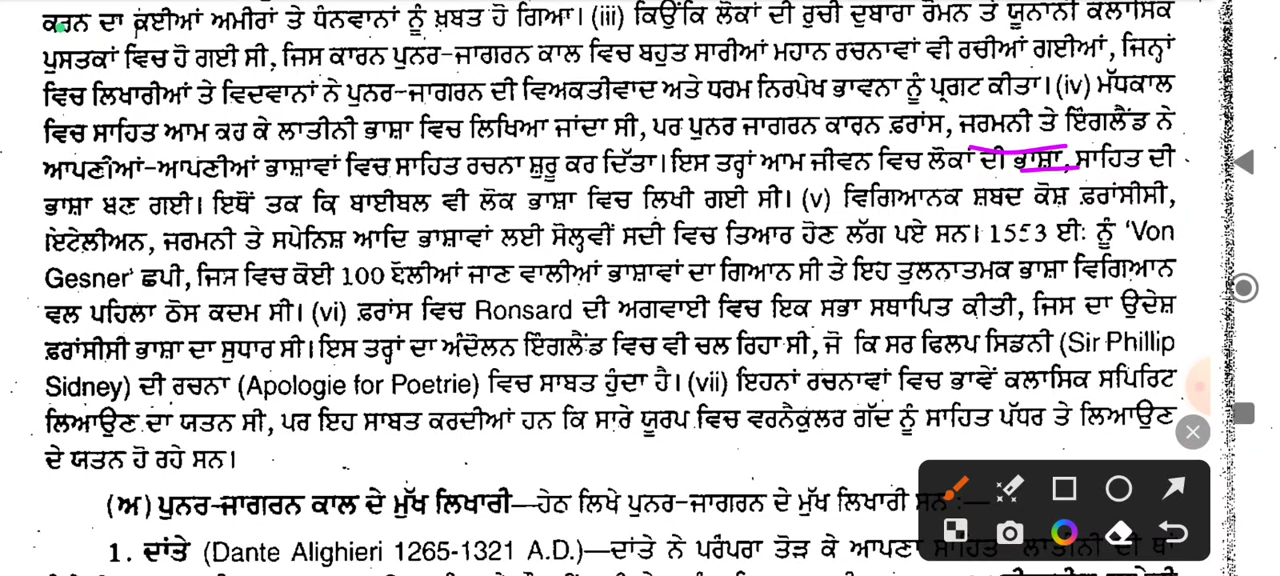 ਕਰਨ ਦਾ ਕਈਆਂ ਅਮੀਰਾਂ ਤੇ ਧੰਨਵਾਨਾਂ ਨੂੰ ਖ਼ਬਤ ਹੋ ਗਿਆ। (iii) ਕਿਉਂਕਿ ਲੋਕਾਂ ਦੀ ਰੁਚੀ ਦੁਬਾਰਾ ਰੋਮਨ ਤੇ ਯੂਨਾਨੀ ਕਲਾਸਿਕ
ਪੁਸਤਕਾਂ ਵਿਚ ਹੋ ਗਈ ਸੀ, ਜਿਸ ਕਾਰਨ ਪੁਨਰ-ਜਾਗਰਨ ਕਾਲ ਵਿਚ ਬਹੁਤ ਸਾਰੀਆਂ ਮਹਾਨ ਰਚਨਾਵਾਂ ਵੀ ਰਚੀਆਂ ਗਈਆਂ, ਜਿਨ੍ਹਾਂ
ਵਿਚ ਲਿਖਾਰੀਆਂ ਤੇ ਵਿਦਵਾਨਾਂ ਨੇ ਪੁਨਰ-ਜਾਗਰਨ ਦੀ ਵਿਅਕਤੀਵਾਦ ਅਤੇ ਧਰਮ ਨਿਰਪੇਖ ਭਾਵਨਾ ਨੂੰ ਪ੍ਰਗਟ ਕੀਤਾ। (iv) ਮੱਧਕਾਲ
ਵਿਚ ਸਾਹਿਤ ਆਮ ਕਰ ਕੇ ਲਾਤੀਨੀ ਭਾਸ਼ਾ ਵਿਚ ਲਿਖਿਆ ਜਾਂਦਾ ਸੀ, ਪਰ ਪੁਨਰ ਜਾਗਰਨ ਕਾਰਨ ਫ਼ਰਾਂਸ, ਜਰਮਨੀ ਤੇ ਇੰਗਲੈਂਡ ਨੇ
ਆਪਣੀਆਂ-ਆਪਣੀਆਂ ਭਾਸ਼ਾਵਾਂ ਵਿਚ ਸਾਹਿਤ ਰਚਨਾ ਸ਼ੁਰੂ ਕਰ ਦਿੱਤਾ। ਇਸ ਤਰ੍ਹਾਂ ਆਮ ਜੀਵਨ ਵਿਚ ਲੋਕਾਂ ਦੀ ਭਾਸ਼ਾ, ਸਾਹਿਤ ਦੀ
ਭਾਸ਼ਾ ਬਣ ਗਈ। ਇਥੋਂ ਤਕ ਕਿ ਬਾਈਬਲ ਵੀ ਲੋਕ ਭਾਸ਼ਾ ਵਿਚ ਲਿਖੀ ਗਈ ਸੀ। (v) ਵਿਗਿਆਨਕ ਸ਼ਬਦ ਕੋਸ਼ ਫ਼ਰਾਂਸੀਸੀ,
ਇਟੇਲੀਅਨ, ਜਰਮਨੀ ਤੇ ਸਪੇਨਿਸ਼ ਆਦਿ ਭਾਸ਼ਾਵਾਂ ਲਈ ਸੋਲ੍ਹਵੀਂ ਸਦੀ ਵਿਚ ਤਿਆਰ ਹੋਣ ਲੱਗ ਪਏ ਸਨ। 1553 ਈ: ਨੂੰ 'Von
Gesner' ਛਪੀ, ਜਿਸ ਵਿਚ ਕੋਈ 100 ਬੋਲੀਆਂ ਜਾਣ ਵਾਲੀਆਂ ਭਾਸ਼ਾਵਾਂ ਦਾ ਗਿਆਨ ਸੀ ਤੇ ਇਹ ਤੁਲਨਾਤਮਕ ਭਾਸ਼ਾ ਵਿਗਿਆਨ
ਵਲ ਪਹਿਲਾ ਠੋਸ ਕਦਮ ਸੀ। (vi) ਫ਼ਰਾਂਸ ਵਿਚ Ronsard ਦੀ ਅਗਵਾਈ ਵਿਚ ਇਕ ਸਭਾ ਸਥਾਪਿਤ ਕੀਤੀ, ਜਿਸ ਦਾ ਉਦੇਸ਼
ਫ਼ਰਾਂਸੀਸੀ ਭਾਸ਼ਾ ਦਾ ਸੁਧਾਰ ਸੀ। ਇਸ ਤਰ੍ਹਾਂ ਦਾ ਅੰਦੋਲਨ ਇੰਗਲੈਂਡ ਵਿਚ ਵੀ ਚਲ ਰਿਹਾ ਸੀ, ਜੋ ਕਿ ਸਰ ਫਿਲਪ ਸਿਡਨੀ (Sir Phillip
Sidney) ਦੀ ਰਚਨਾ (Apologie for Poetrie) ਵਿਚ ਸਾਬਤ ਹੁੰਦਾ ਹੈ। (vii) ਇਹਨਾਂ ਰਚਨਾਵਾਂ ਵਿਚ ਭਾਵੇਂ ਕਲਾਸਿਕ ਸਪਿਰਿਟ
ਲਿਆਉਣ ਦਾ ਯਤਨ ਸੀ, ਪਰ ਇਹ ਸਾਬਤ ਕਰਦੀਆਂ ਹਨ ਕਿ ਸਾਰੇ ਯੂਰਪ ਵਿਚ ਵਰਨੈਕੁਲਰ ਗੱਦ ਨੂੰ ਸਾਹਿਤ ਪੱਧਰ ਤੇ ਲਿਆਉਣ
ਦੇ ਯਤਨ ਹੋ ਰਹੇ ਸਨ।
(ਅ) ਪੁਨਰ-ਜਾਗਰਨ ਕਾਲ ਦੇ ਮੁੱਖ ਲਿਖਾਰੀ—ਹੇਠ ਲਿਖੇ ਪੁਨਰ-ਜਾਗਰਨ ਦੇ ਮੁੱਖ ਲਿਖਾਰੀ ਸਨ :—
1. ਦਾਂਤੇ (Dante Alighieri 1265-1321 A.D.)—ਦਾਂਤੇ ਨੇ ਪਰੰਪਰਾ ਤੋੜ ਕੇ ਆਪਣਾ ਸਾਹਿਤ ਲਾਤੀਨੀ ਦੀ ਥਾਂ